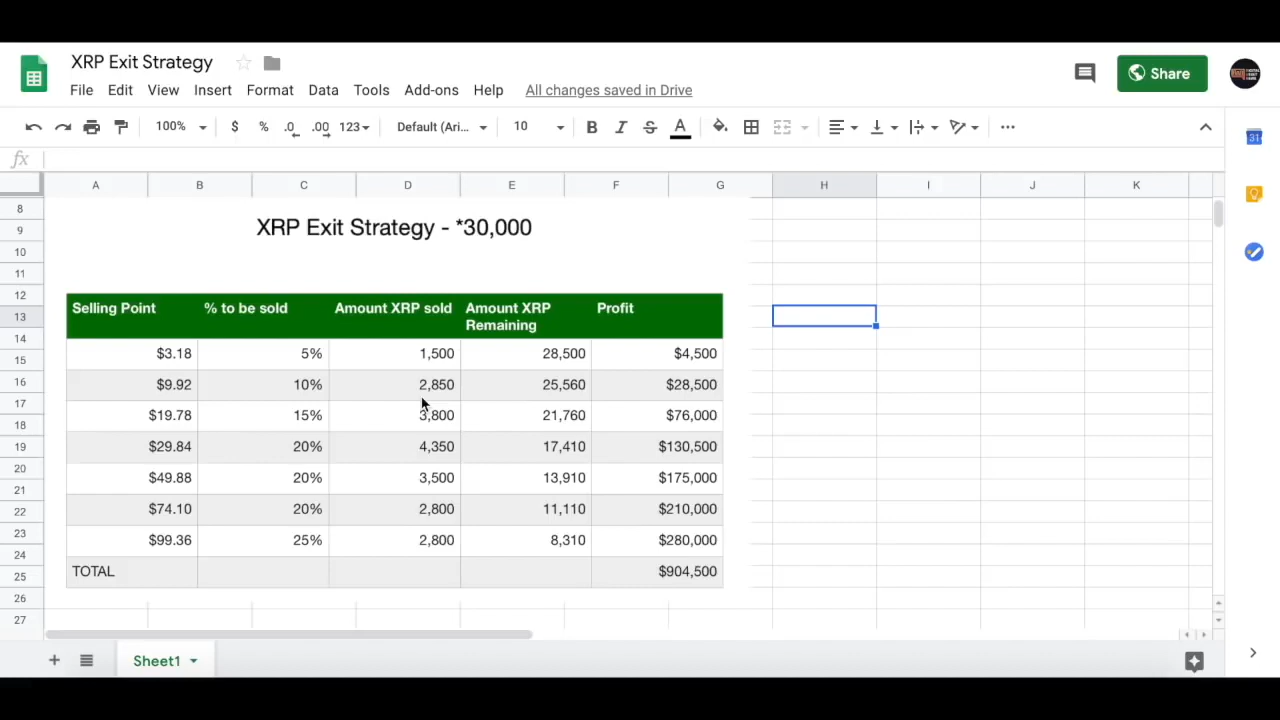 XRP Exit Strategy
File Edit View Insert Format Data Tools Add-ons Help All changes saved in Drive
Share
100% $ % .0 .00 123 Default (Ari... 10 B I S A ...
fx
A B C D E F G H I J K
8
9 XRP Exit Strategy - *30,000
10
11
12
13
14
15
16
17
18
19
20
21
22
23
24
25
26
27
Selling Point % to be sold Amount XRP sold Amount XRP Remaining Profit
$3.18 5% 1,500 28,500 $4,500
$9.92 10% 2,850 25,560 $28,500
$19.78 15% 3,800 21,760 $76,000
$29.84 20% 4,350 17,410 $130,500
$49.88 20% 3,500 13,910 $175,000
$74.10 20% 2,800 11,110 $210,000
$99.36 25% 2,800 8,310 $280,000
TOTAL $904,500
+ Sheet1
31